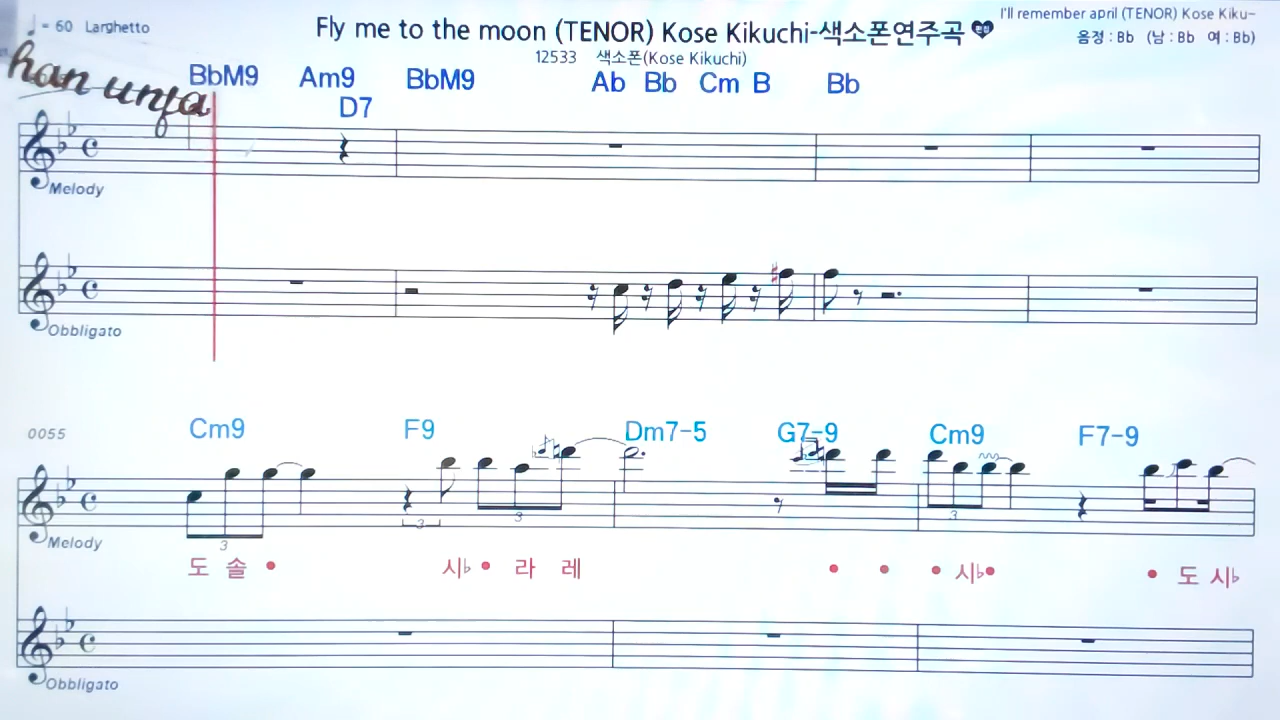 Fly me to the moon (TENOR) Kose Kikuchi-색소폰연주곡
I'll remember april (TENOR) Kose Kiku-
= 60 Larghetto
음정 : Bb (남 : Bb 여 : Bb)
12533 색소폰(Kose Kikuchi)
han unfa
BbM9 Am9 BbM9 Ab Bb Cm B Bb
D7
Melody
Obbligato
0055
Cm9 F9 Dm7-5 G7-9 Cm9 F7-9
3 3 3 3
Melody
도 솔 시♭ 라 레 시♭ 도 시♭
Obbligato